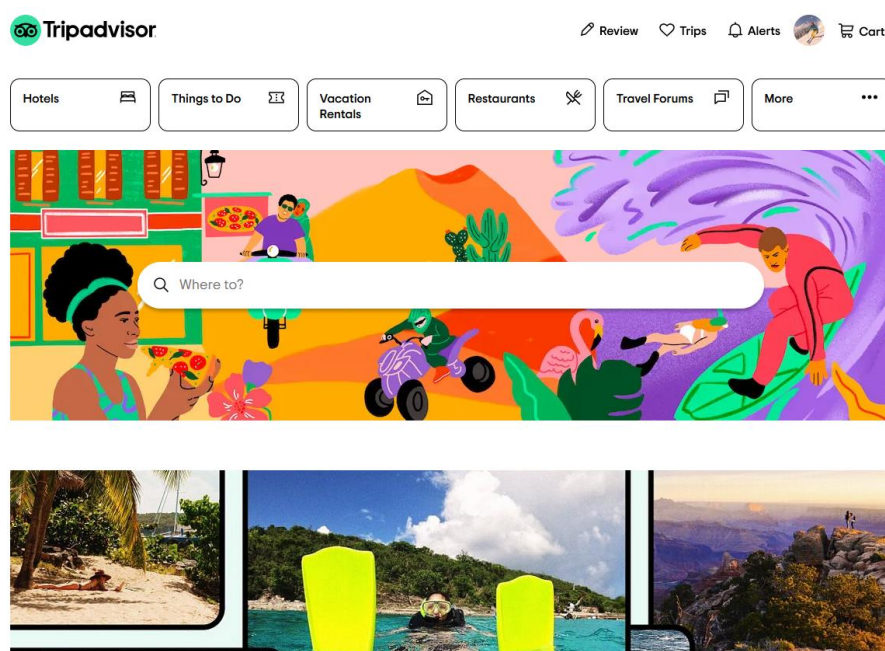 Tripadvisor
Review
Trips
Alerts
Cart
Hotels
Things to Do
Vacation
Rentals
Restaurants
Travel Forums
More
Where to?